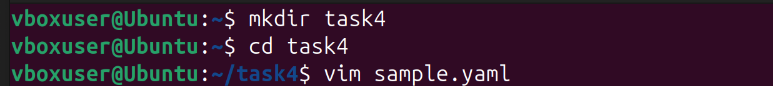 vboxuser@Ubuntu:~$ mkdir task4
vboxuser@Ubuntu:~$ cd task4
vboxuser@Ubuntu:~/task4$ vim sample.yaml